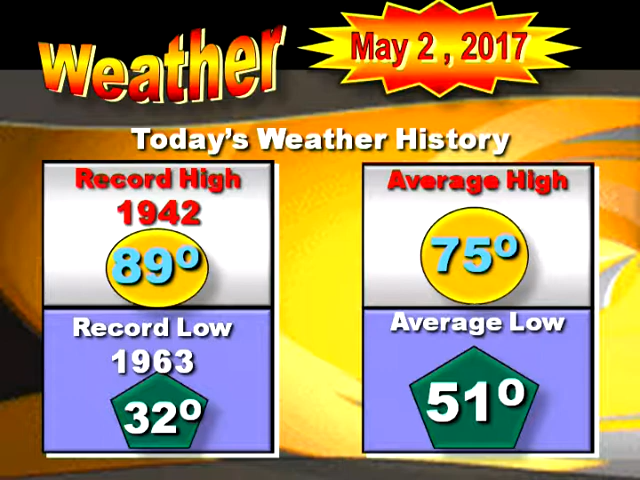 Weather
May 2 , 2017
Today's Weather History
Record High
1942
89º
Average High
75º
Record Low
1963
32º
Average Low
51º